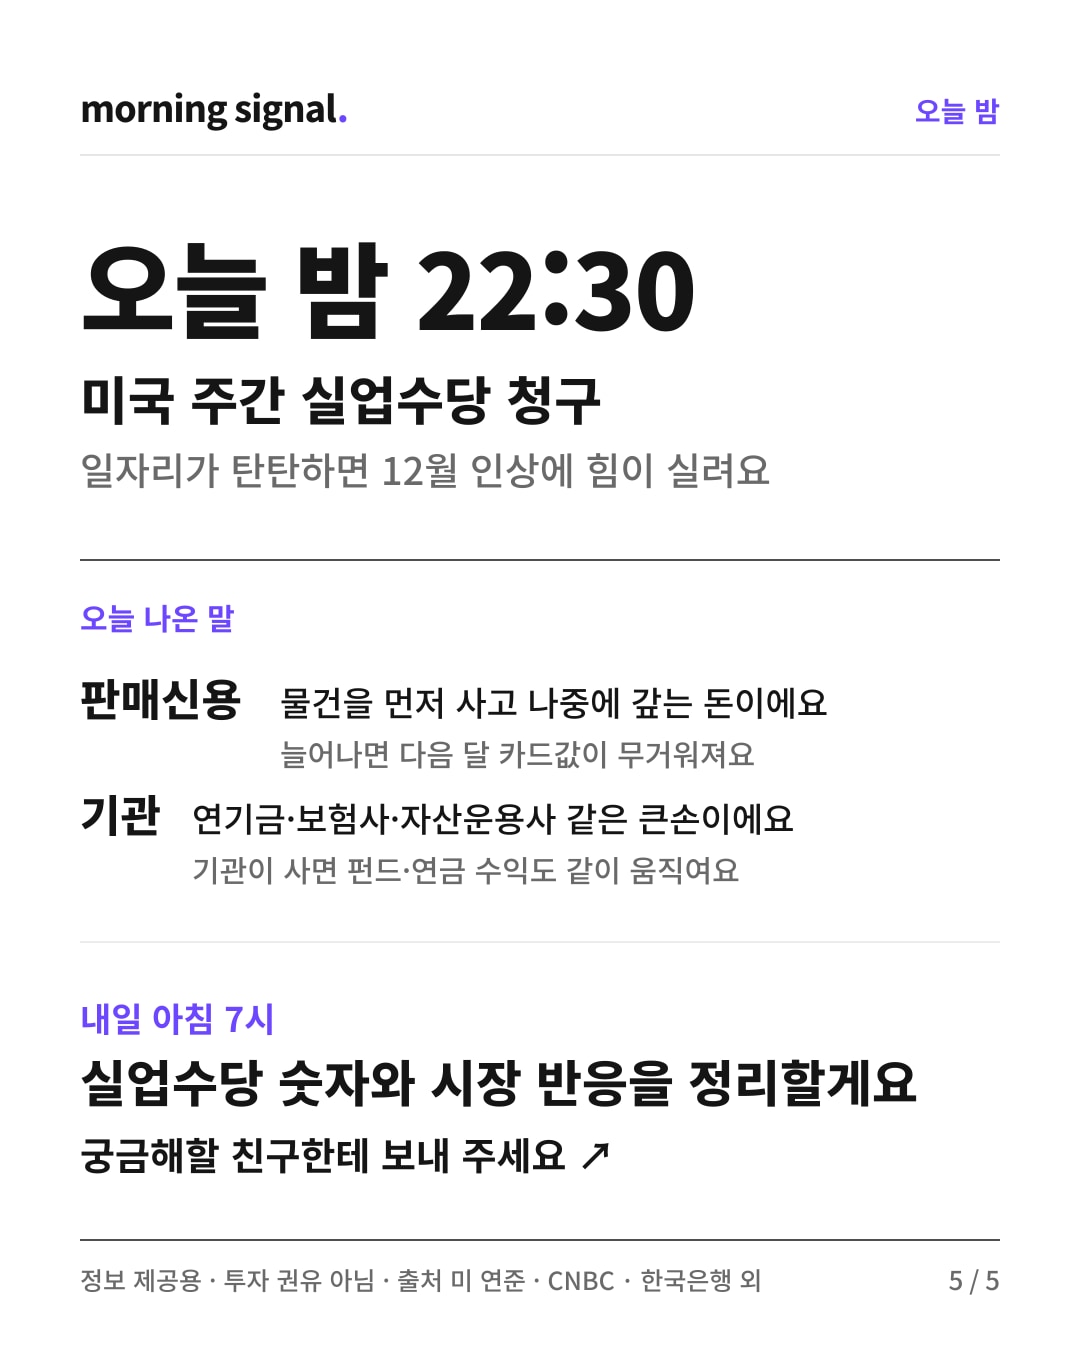 morning signal.
오늘 밤
오늘 밤 22:30
미국 주간 실업수당 청구
일자리가 탄탄하면 12월 인상에 힘이 실려요
오늘 나온 말
판매신용 물건을 먼저 사고 나중에 갚는 돈이에요
늘어나면 다음 달 카드값이 무거워져요
기관 연기금·보험사·자산운용사 같은 큰손이에요
기관이 사면 펀드·연금 수익도 같이 움직여요
내일 아침 7시
실업수당 숫자와 시장 반응을 정리할게요
궁금해할 친구한테 보내 주세요 ↗
정보 제공용 · 투자 권유 아님 · 출처 미 연준 · CNBC · 한국은행 외
5 / 5